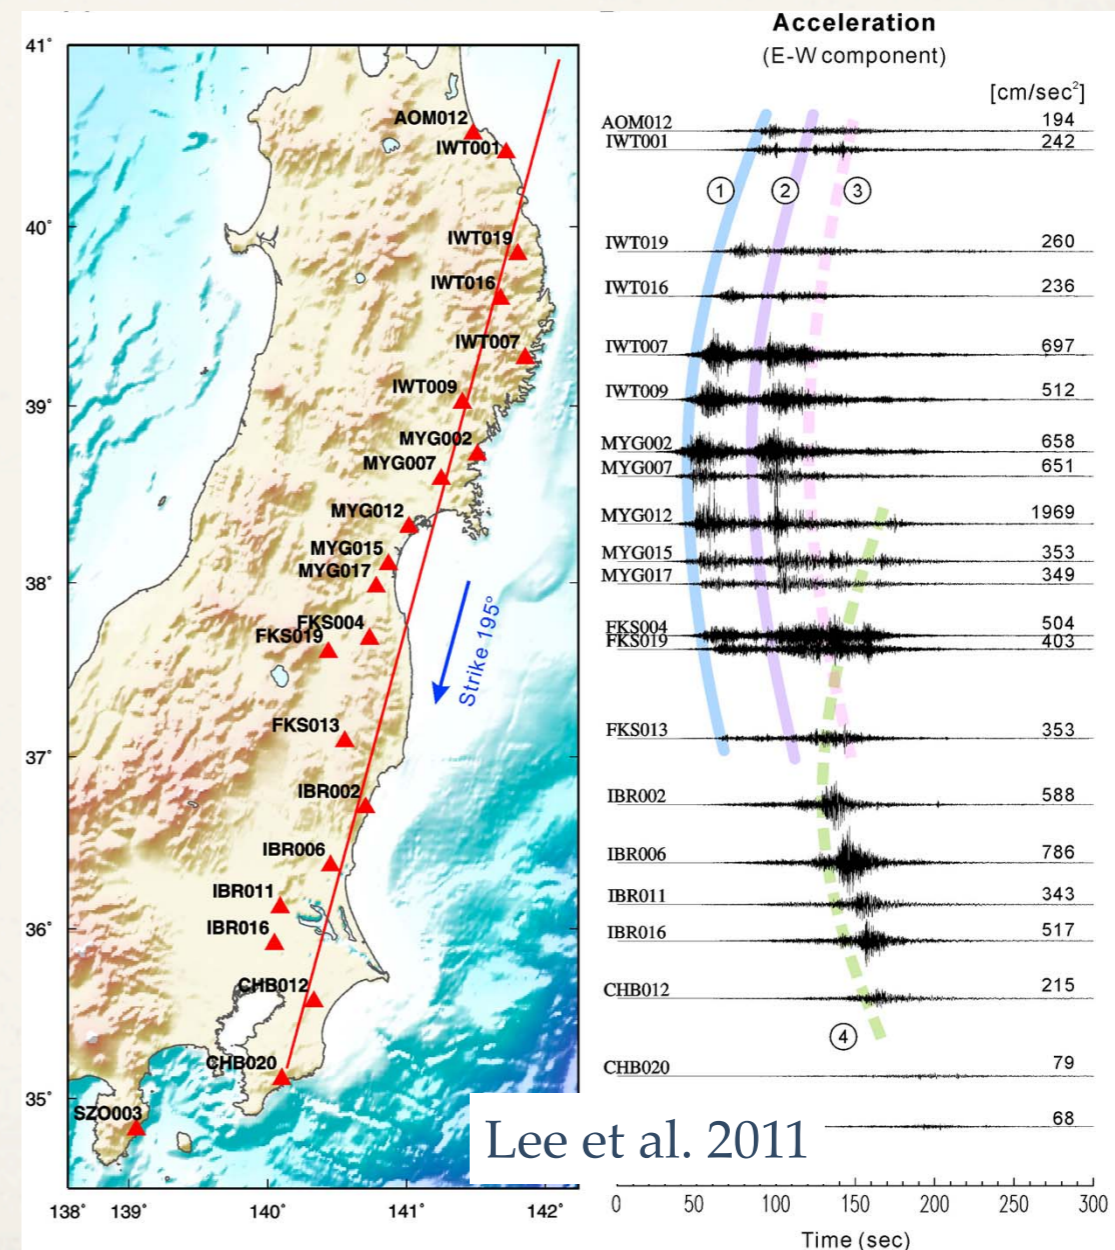 41°
40°
39°
38°
37°
36°
35°
138°
139°
140°
141°
142°
AOM012
IWT001
IWT019
IWT016
IWT007
IWT009
MYG002
MYG007
MYG012
MYG015
MYG017
FKS004
FKS019
Strike 195°
FKS013
IBR002
IBR006
IBR011
IBR016
CHB012
CHB020
SZO003
Acceleration
(E-W component)
[cm/sec²]
AOM012 194
IWT001 242
① ② ③
IWT019 260
IWT016 236
IWT007 697
IWT009 512
MYG002 658
MYG007 651
MYG012 1969
MYG015 353
MYG017 349
FKS004 504
FKS019 403
FKS013 353
IBR002 588
IBR006 786
IBR011 343
IBR016 517
CHB012 215
④
CHB020 79
68
Lee et al. 2011
0 50 100 150 200 250 300
Time (sec)